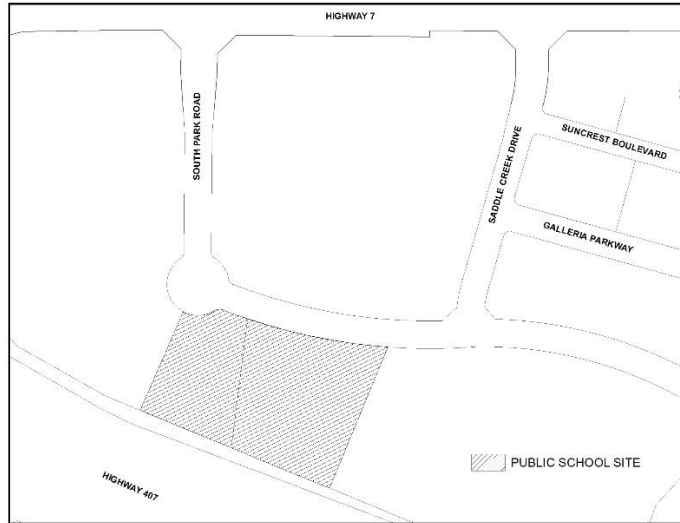 HIGHWAY 7
SOUTH PARK ROAD
SADDLE CREEK DRIVE
SUNCREST BOULEVARD
GALLERIA PARKWAY
PUBLIC SCHOOL SITE
HIGHWAY 407